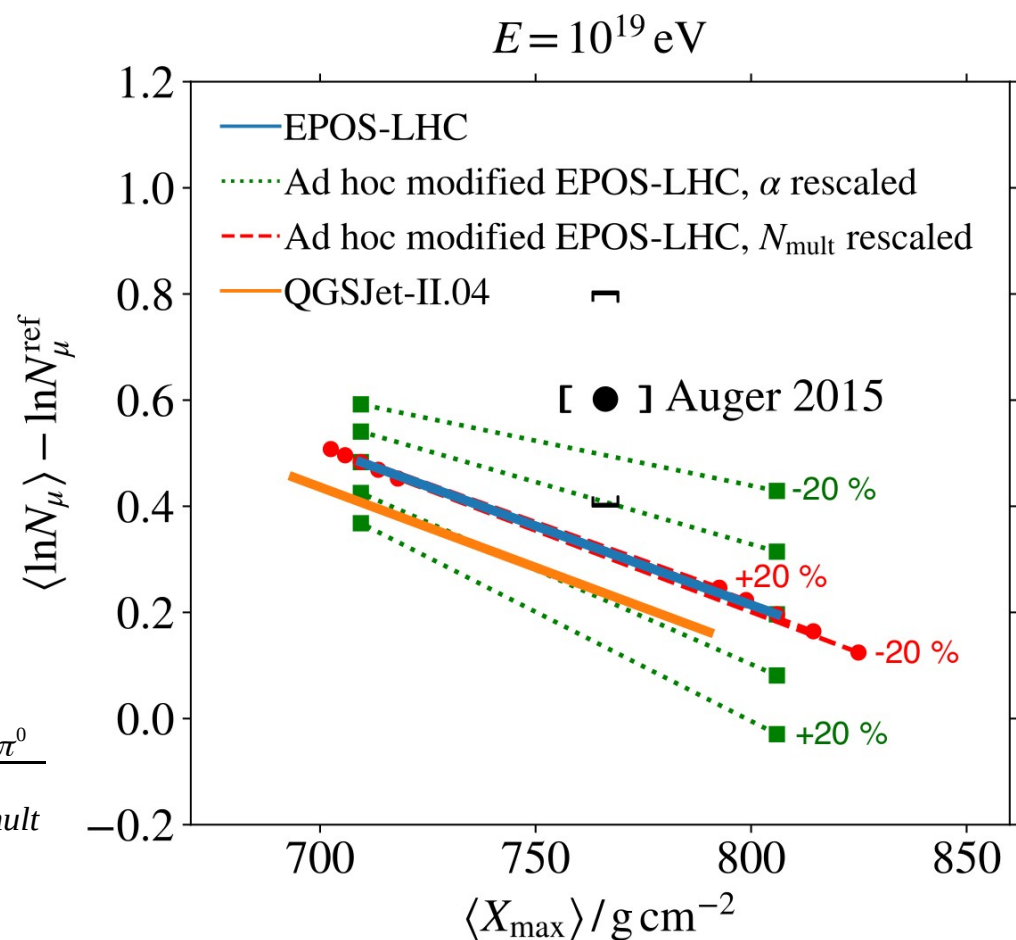 E = 10¹⁹ eV
1.2
1.0
0.8
0.6
0.4
0.2
0.0
−0.2
⟨lnN_μ⟩ − lnN_μ^ref
EPOS-LHC
Ad hoc modified EPOS-LHC, α rescaled
Ad hoc modified EPOS-LHC, N_mult rescaled
QGSJet-II.04
[ ● ] Auger 2015
-20 %
+20 %
-20 %
+20 %
π⁰
700
750
800
850
⟨X_max⟩ / g cm⁻²